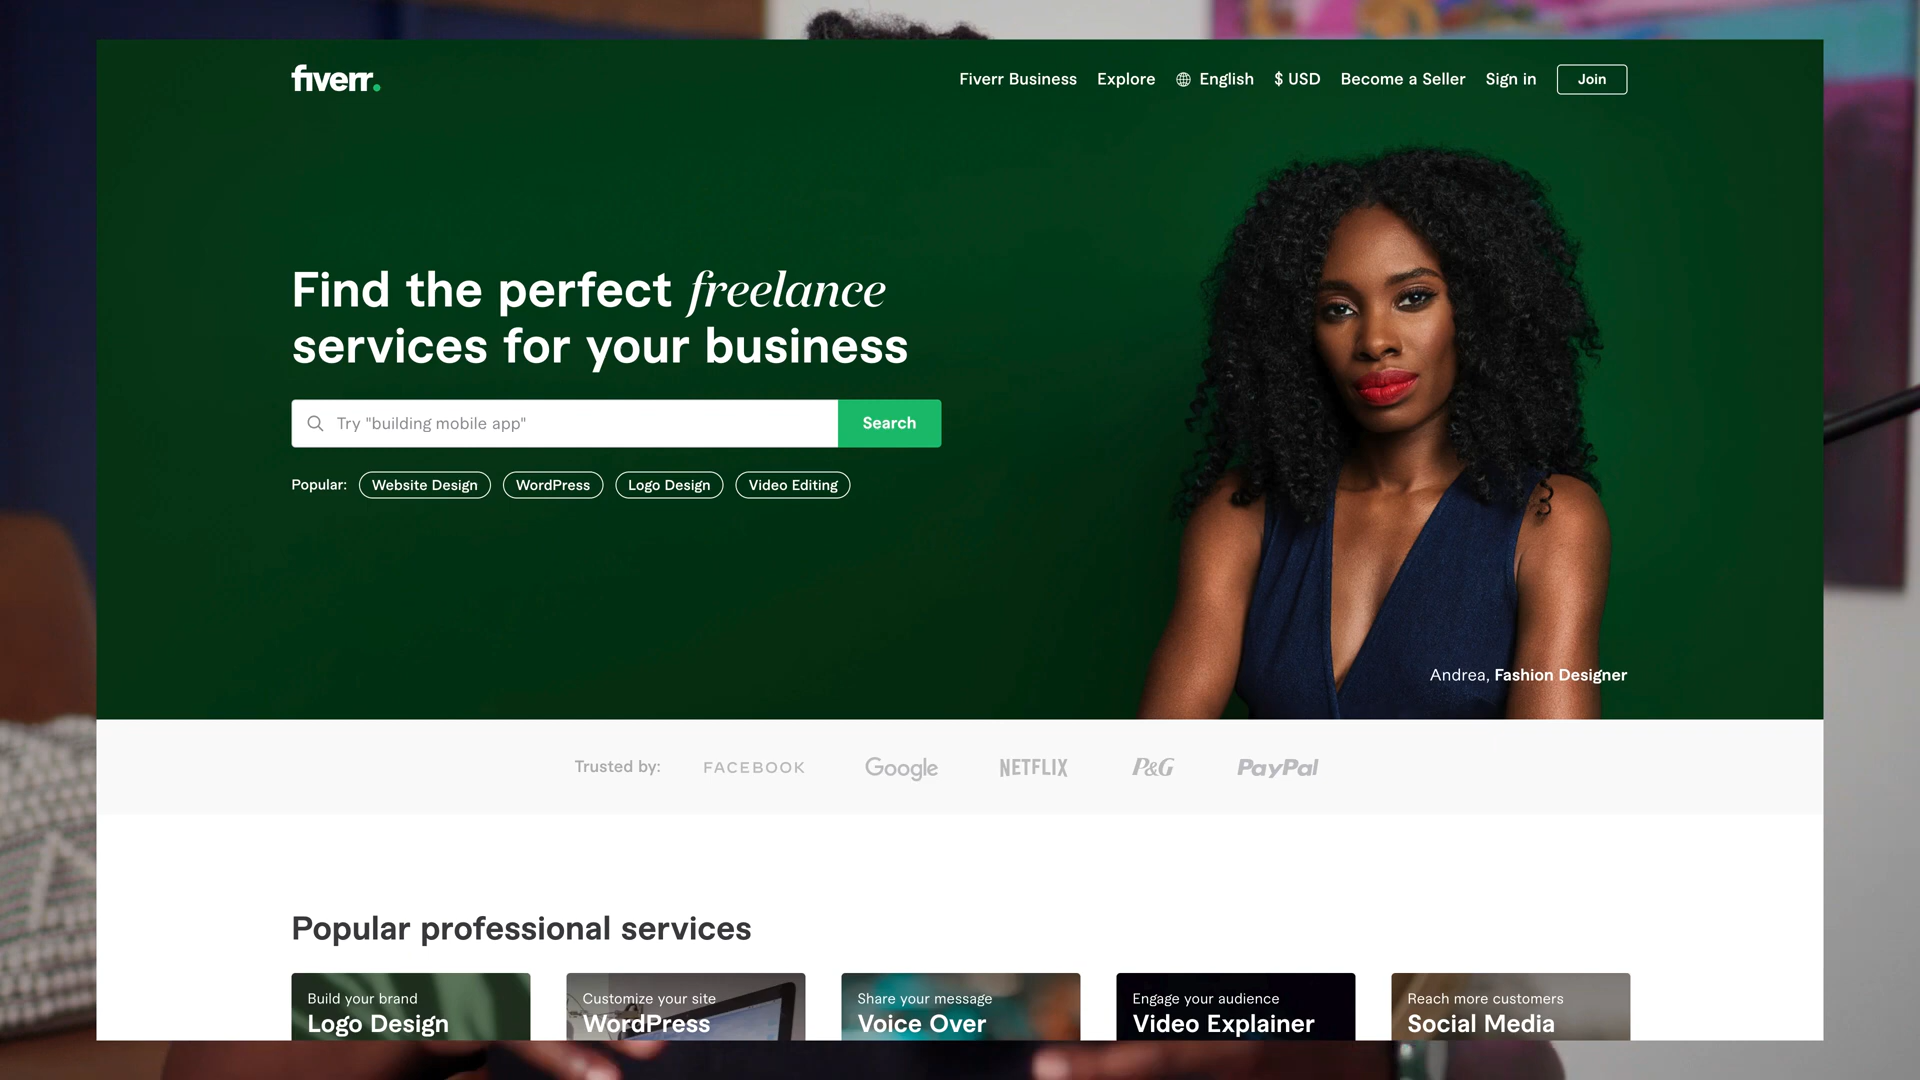 fiverr.
Fiverr Business Explore English $ USD Become a Seller Sign in Join
Find the perfect freelance
services for your business
Try "building mobile app" Search
Popular: Website Design WordPress Logo Design Video Editing
Andrea, Fashion Designer
Trusted by: FACEBOOK Google NETFLIX P&G PayPal
Popular professional services
Build your brand
Logo Design
Customize your site
WordPress
Share your message
Voice Over
Engage your audience
Video Explainer
Reach more customers
Social Media